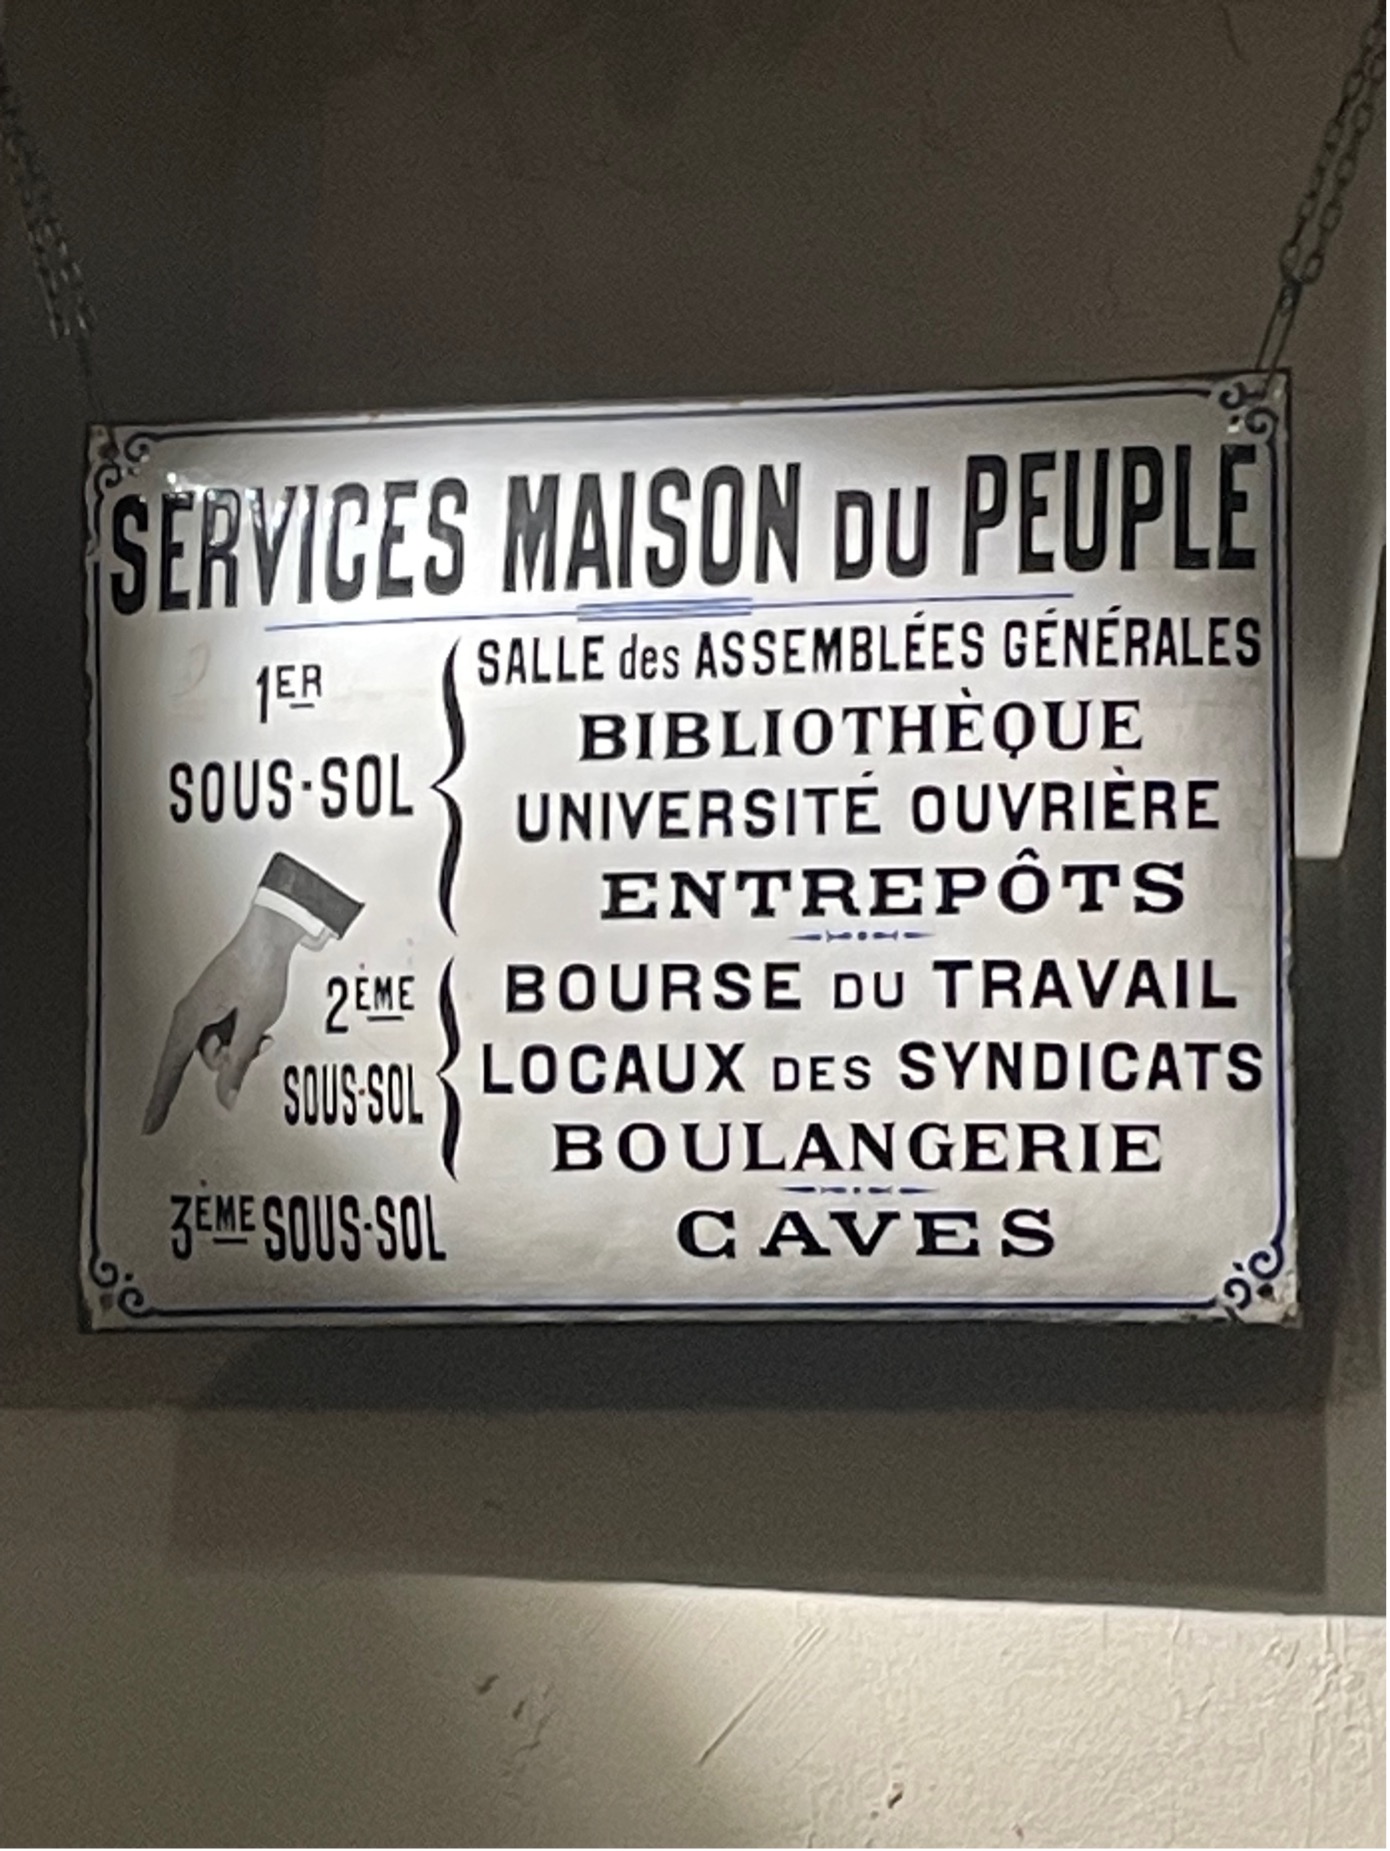 SERVICES MAISON DU PEUPLE
1ER
SOUS-SOL
SALLE des ASSEMBLÉES GÉNÉRALES
BIBLIOTHÈQUE
UNIVERSITÉ OUVRIÈRE
ENTREPÔTS
2ÈME
SOUS-SOL
BOURSE DU TRAVAIL
LOCAUX DES SYNDICATS
BOULANGERIE
3ÈME SOUS-SOL
CAVES